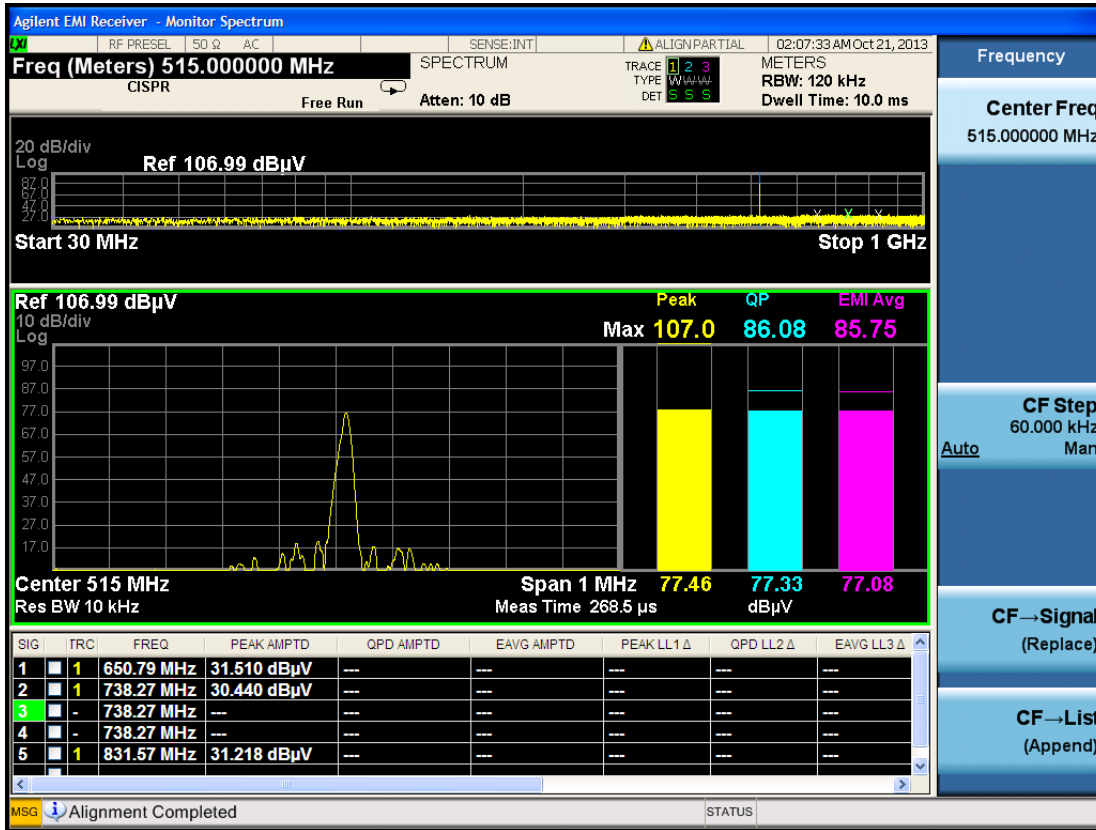 Agilent EMI Receiver - Monitor Spectrum
LXI RF PRESEL 50 Ω AC SENSE:INT ALIGN PARTIAL 02:07:33 AM Oct 21, 2013
Freq (Meters) 515.000000 MHz
CISPR
Free Run
SPECTRUM
Atten: 10 dB
TRACE 1 2 3
TYPE W W W
DET S S S
METERS
RBW: 120 kHz
Dwell Time: 10.0 ms
20 dB/div
Log
Ref 106.99 dBµV
87.0
67.0
47.0
27.0
Start 30 MHz
Stop 1 GHz
Ref 106.99 dBµV
10 dB/div
Log
Peak QP EMI Avg
Max 107.0 86.08 85.75
97.0
87.0
77.0
67.0
57.0
47.0
37.0
27.0
17.0
Center 515 MHz
Span 1 MHz
77.46 77.33 77.08
Res BW 10 kHz
Meas Time 268.5 µs
dBµV
SIG TRC FREQ PEAK AMPTD QPD AMPTD EAVG AMPTD PEAK LL1 Δ QPD LL2 Δ EAVG LL3 Δ
1 1 650.79 MHz 31.510 dBµV --- --- --- --- ---
2 1 738.27 MHz 30.440 dBµV --- --- --- --- ---
3 - 738.27 MHz --- --- --- --- --- ---
4 - 738.27 MHz --- --- --- --- --- ---
5 1 831.57 MHz 31.218 dBµV --- --- --- --- ---
MSG Alignment Completed STATUS
Frequency
Center Freq
515.000000 MHz
CF Step
60.000 kHz
Auto Man
CF→Signal
(Replace)
CF→List
(Append)